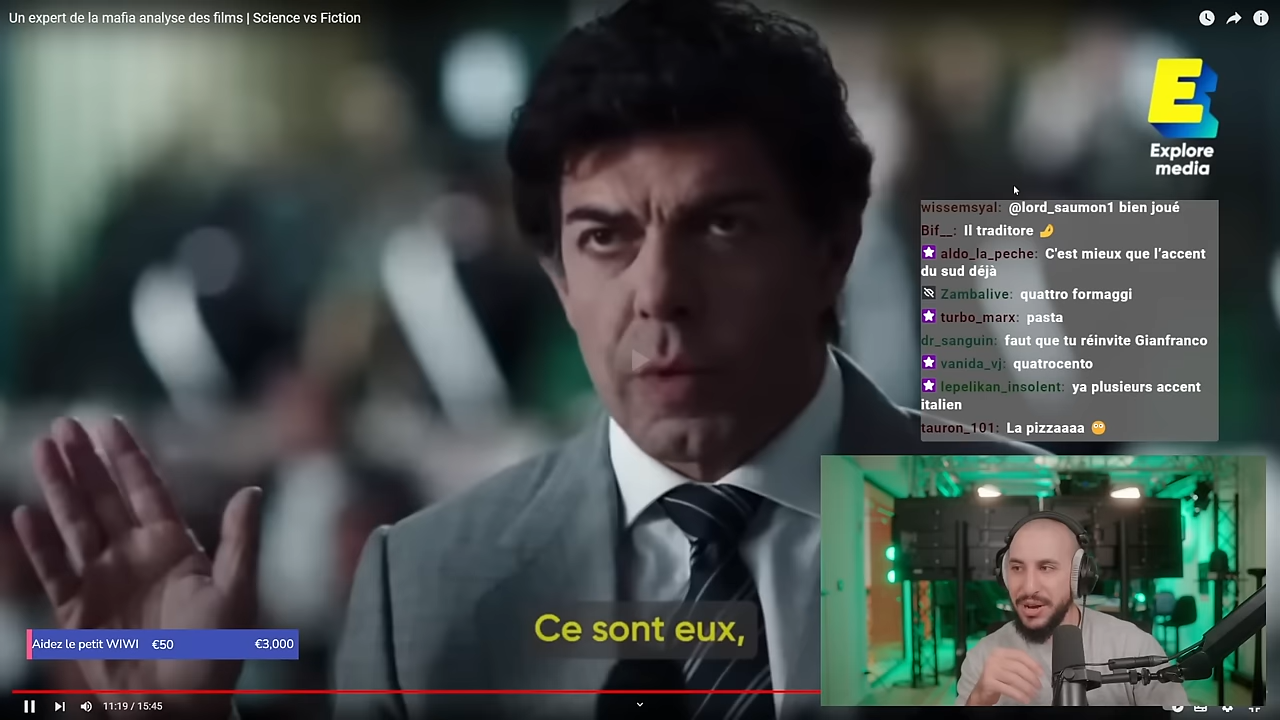 Un expert de la mafia analyse des films | Science vs Fiction
E
Explore
media
wissemsyal: @lord_saumon1 bien joué
Bif__: Il traditore 🤌
aldo_la_peche: C'est mieux que l'accent
du sud déjà
Zambalive: quattro formaggi
turbo_marx: pasta
dr_sanguin: faut que tu réinvite Gianfranco
vanida_vj: quatrocento
lepelikan_insolent: ya plusieurs accent
italien
tauron_101: La pizzaaaa 😳
Ce sont eux,
Aidez le petit WIWI €50 €3,000
11:19 / 15:45